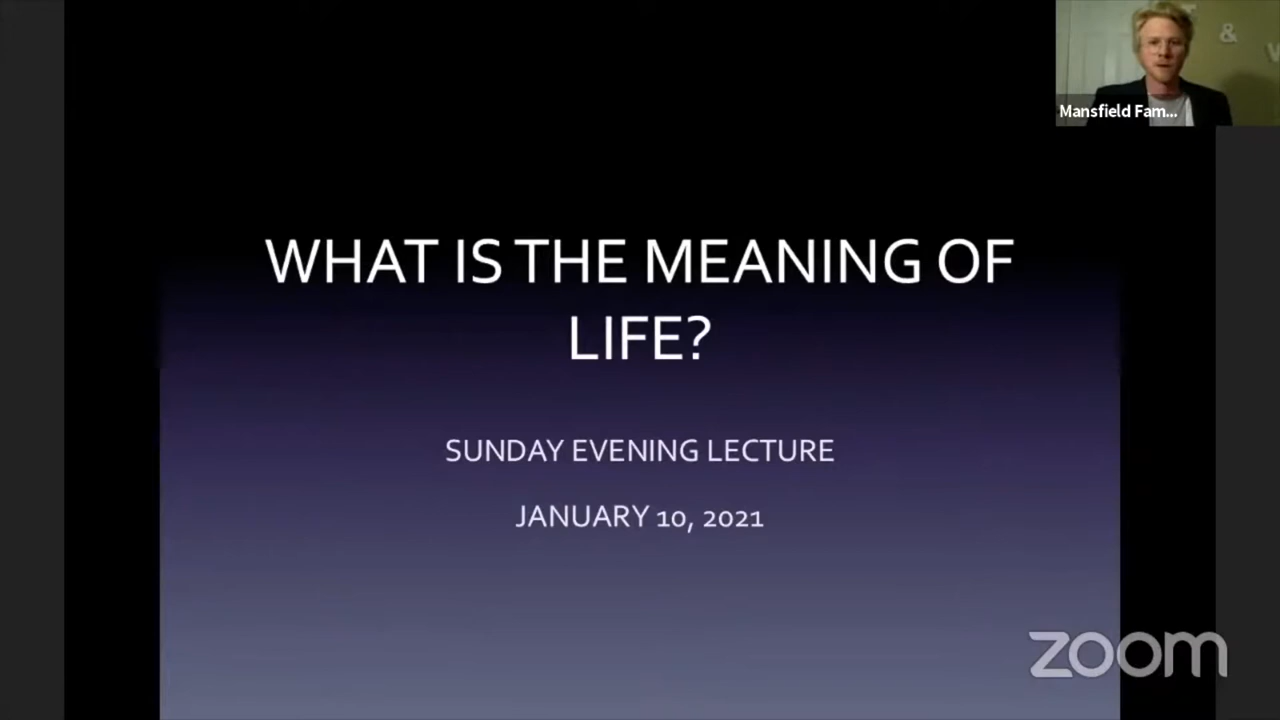 Mansfield Fam...
&
WHAT IS THE MEANING OF
LIFE?
SUNDAY EVENING LECTURE
JANUARY 10, 2021
zoom